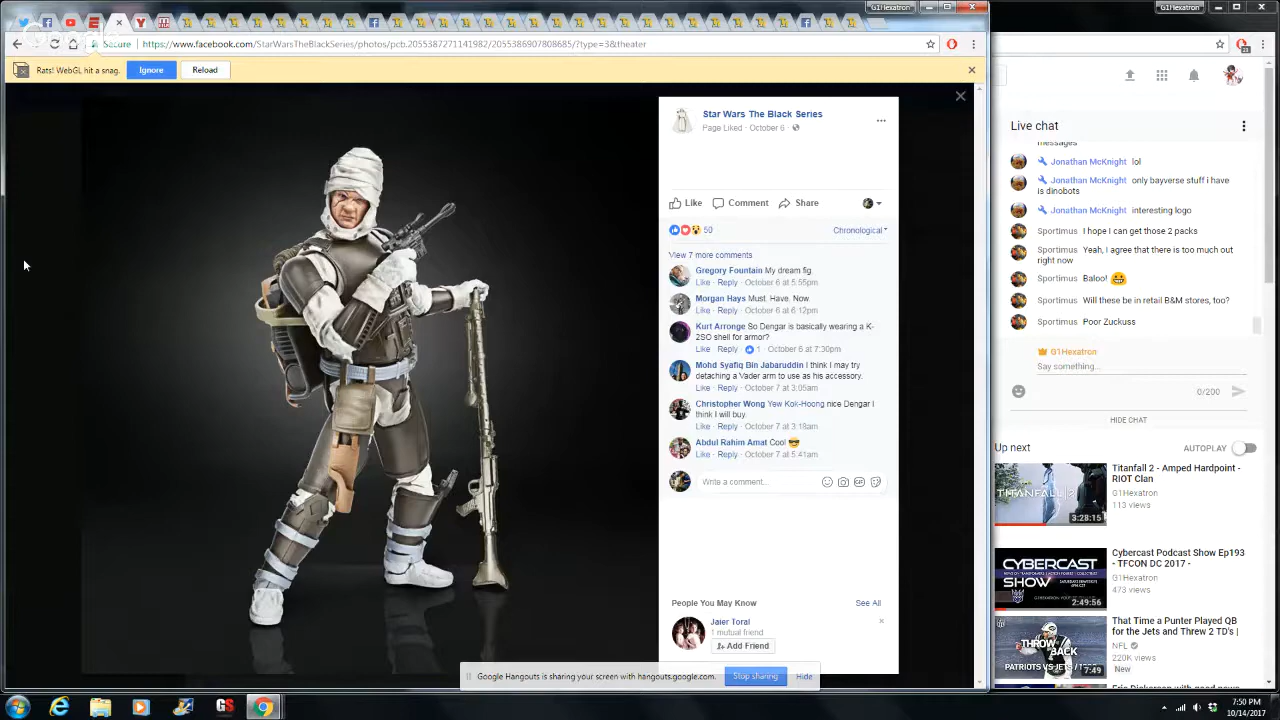 G1Hexatron
G1Hexatron
Secure
https://www.facebook.com/StarWarsTheBlackSeries/photos/pcb.2055387271141982/2055386907808685/?type=3&theater
Rats! WebGL hit a snag.
Ignore
Reload
Star Wars The Black Series
Page Liked · October 6 ·
Like Comment Share
50
Chronological
View 7 more comments
Gregory Fountain My dream fig.
Like · Reply · October 6 at 5:55pm
Morgan Hays Must. Have. Now.
Like · Reply · October 6 at 6:12pm
Kurt Arronge So Dengar is basically wearing a K-
2SO shell for armor?
Like · Reply · 1 · October 6 at 7:30pm
Mohd Syafiq Bin Jabaruddin I think I may try
detaching a Vader arm to use as his accessory.
Like · Reply · October 7 at 3:05am
Christopher Wong Yew Kok-Hoong nice Dengar I
think I will buy.
Like · Reply · October 7 at 3:18am
Abdul Rahim Amat Cool 😎
Like · Reply · October 7 at 5:41am
Write a comment...
People You May Know
See All
Jaier Toral
1 mutual friend
Add Friend
Google Hangouts is sharing your screen with hangouts.google.com.
Stop sharing
Hide
Live chat
messages
Jonathan McKnight lol
Jonathan McKnight only bayverse stuff i have
is dinobots
Jonathan McKnight interesting logo
Sportimus I hope I can get those 2 packs
Sportimus Yeah, I agree that there is too much out
right now
Sportimus Baloo! 😁
Sportimus Will these be in retail B&M stores, too?
Sportimus Poor Zuckuss
G1Hexatron
Say something...
0/200
HIDE CHAT
Up next
AUTOPLAY
TITANFALL 2
3:28:15
Titanfall 2 - Amped Hardpoint -
RIOT Clan
G1Hexatron
113 views
CYBERCAST
SHOW
2:49:56
Cybercast Podcast Show Ep193
- TFCON DC 2017 -
G1Hexatron
473 views
THROW
BACK
PATRIOTS VS JETS /
7:49
That Time a Punter Played QB
for the Jets and Threw 2 TD's |
NFL
220K views
New
7:50 PM
10/14/2017